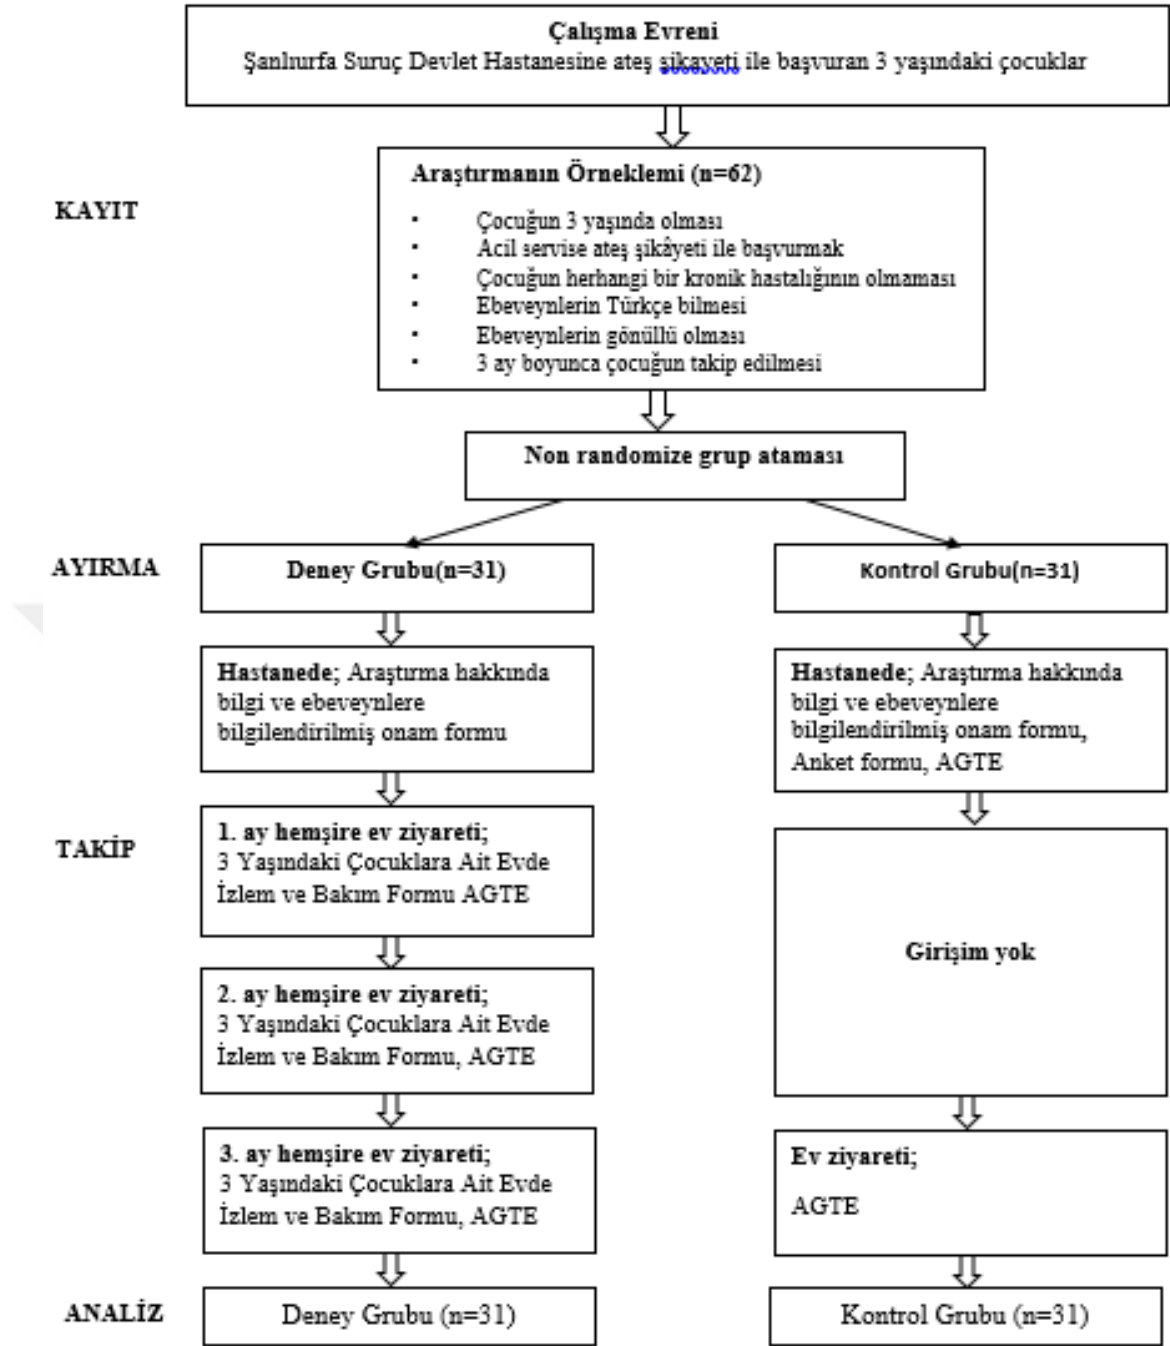 Çalışma Evreni
Şanlıurfa Suruç Devlet Hastanesine ateş şikayeti ile başvuran 3 yaşındaki çocuklar
KAYIT
Araştırmanın Örneklemi (n=62)
▪ Çocuğun 3 yaşında olması
▪ Acil servise ateş şikâyeti ile başvurmak
▪ Çocuğun herhangi bir kronik hastalığının olmaması
▪ Ebeveynlerin Türkçe bilmesi
▪ Ebeveynlerin gönüllü olması
▪ 3 ay boyunca çocuğun takip edilmesi
Non randomize grup ataması
AYIRMA
Deney Grubu(n=31)
Kontrol Grubu(n=31)
Hastanede; Araştırma hakkında
bilgi ve ebeveynlere
bilgilendirilmiş onam formu
Hastanede; Araştırma hakkında
bilgi ve ebeveynlere
bilgilendirilmiş onam formu,
Anket formu, AGTE
TAKİP
1. ay hemşire ev ziyareti;
3 Yaşındaki Çocuklara Ait Evde
İzlem ve Bakım Formu AGTE
Girişim yok
2. ay hemşire ev ziyareti;
3 Yaşındaki Çocuklara Ait Evde
İzlem ve Bakım Formu, AGTE
3. ay hemşire ev ziyareti;
3 Yaşındaki Çocuklara Ait Evde
İzlem ve Bakım Formu, AGTE
Ev ziyareti;
AGTE
ANALİZ
Deney Grubu (n=31)
Kontrol Grubu (n=31)